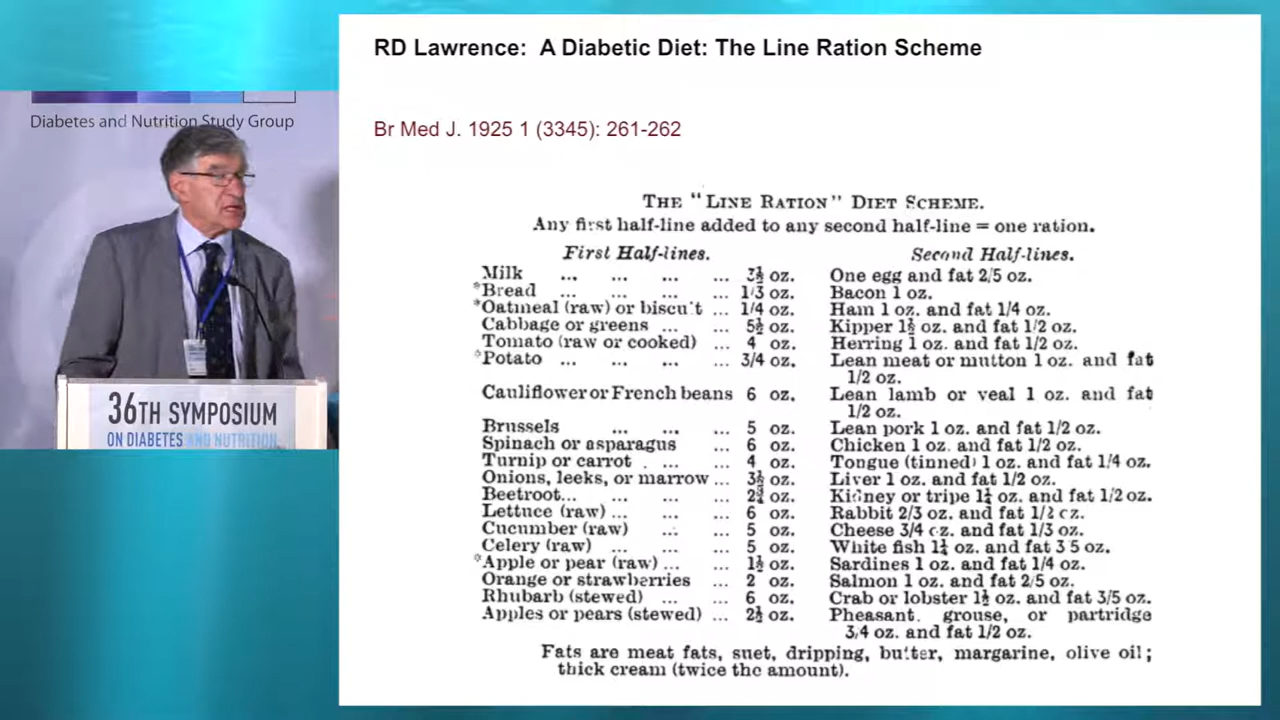 RD Lawrence: A Diabetic Diet: The Line Ration Scheme
Br Med J. 1925 1 (3345): 261-262
Diabetes and Nutrition Study Group
36TH SYMPOSIUM
ON DIABETES AND NUTRITION
THE "LINE RATION" DIET SCHEME.
Any first half-line added to any second half-line = one ration.
First Half-lines. Second Half-lines.
Milk ... ... ... ... 3½ oz. One egg and fat 2/5 oz.
*Bread ... ... ... ... 1/3 oz. Bacon 1 oz.
*Oatmeal (raw) or biscuit ... 1/4 oz. Ham 1 oz. and fat 1/4 oz.
Cabbage or greens ... ... 5½ oz. Kipper 1½ oz. and fat 1/2 oz.
Tomato (raw or cooked) ... 4 oz. Herring 1 oz. and fat 1/2 oz.
*Potato ... ... ... ... 3/4 oz. Lean meat or mutton 1 oz. and fat
1/2 oz.
Cauliflower or French beans 6 oz. Lean lamb or veal 1 oz. and fat
1/2 oz.
Brussels ... ... ... 5 oz. Lean pork 1 oz. and fat 1/2 oz.
Spinach or asparagus ... 6 oz. Chicken 1 oz. and fat 1/2 oz.
Turnip or carrot . ... ... 4 oz. Tongue (tinned) 1 oz. and fat 1/4 oz.
Onions, leeks, or marrow ... 3½ oz. Liver 1 oz. and fat 1/2 oz.
Beetroot... ... ... ... oz. Kidney or tripe 1¼ oz. and fat 1/2 oz.
Lettuce (raw) ... ... ... 6 oz. Rabbit 2/3 oz. and fat 1/2 oz.
Cucumber (raw) ... ... 5 oz. Cheese 3/4 oz. and fat 1/3 oz.
Celery (raw) ... ... ... 5 oz. White fish 1¼ oz. and fat 3 5 oz.
*Apple or pear (raw) ... ... 1½ oz. Sardines 1 oz. and fat 1/4 oz.
Orange or strawberries ... 2 oz. Salmon 1 oz. and fat 2/5 oz.
Rhubarb (stewed) ... ... 6 oz. Crab or lobster 1½ oz. and fat 3/5 oz.
Apples or pears (stewed) ... 2½ oz. Pheasant, grouse, or partridge
3/4 oz. and fat 1/2 oz.
Fats are meat fats, suet, dripping, butter, margarine, olive oil;
thick cream (twice the amount).